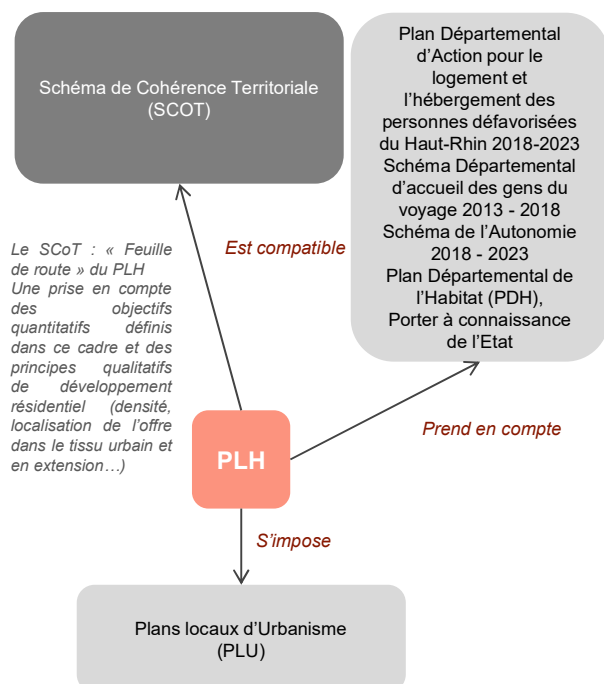 Schéma de Cohérence Territoriale
(SCOT)
Plan Départemental
d’Action pour le
logement et
l’hébergement des
personnes défavorisées
du Haut-Rhin 2018-2023
Schéma Départemental
d’accueil des gens du
voyage 2013 - 2018
Schéma de l’Autonomie
2018 - 2023
Plan Départemental de
l’Habitat (PDH),
Porter à connaissance
de l’Etat
Le SCoT : « Feuille
de route » du PLH
Une prise en compte
des objectifs
quantitatifs définis
dans ce cadre et des
principes qualitatifs
de développement
résidentiel (densité,
localisation de l’offre
dans le tissu urbain et
en extension…)
Est compatible
Prend en compte
PLH
S’impose
Plans locaux d’Urbanisme
(PLU)